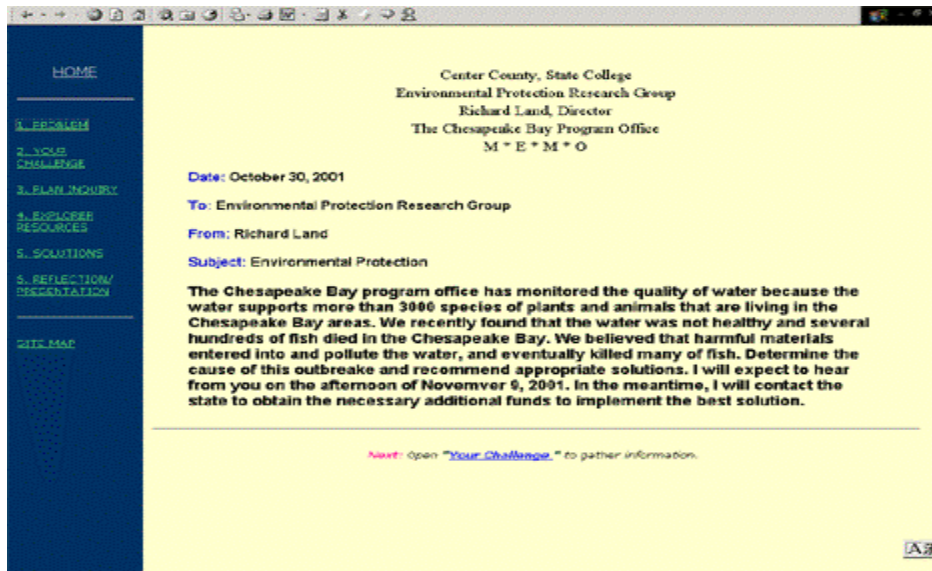 HOME
1. PROBLEM
2. YOUR
CHALLENGE
3. PLAN INQUIRY
4. EXPLORER
RESOURCES
5. SOLUTIONS
6. REFLECTION/
PRESENTATION
SITE MAP
Center County, State College
Environmental Protection Research Group
Richard Land, Director
The Chesapeake Bay Program Office
M * E * M * O
Date: October 30, 2001
To: Environmental Protection Research Group
From: Richard Land
Subject: Environmental Protection
The Chesapeake Bay program office has monitored the quality of water because the
water supports more than 3000 species of plants and animals that are living in the
Chesapeake Bay areas. We recently found that the water was not healthy and several
hundreds of fish died in the Chesapeake Bay. We believed that harmful materials
entered into and pollute the water, and eventually killed many of fish. Determine the
cause of this outbreake and recommend appropriate solutions. I will expect to hear
from you on the afternoon of Novemver 9, 2001. In the meantime, I will contact the
state to obtain the necessary additional funds to implement the best solution.
Next: Open "Your Challenge " to gather information.